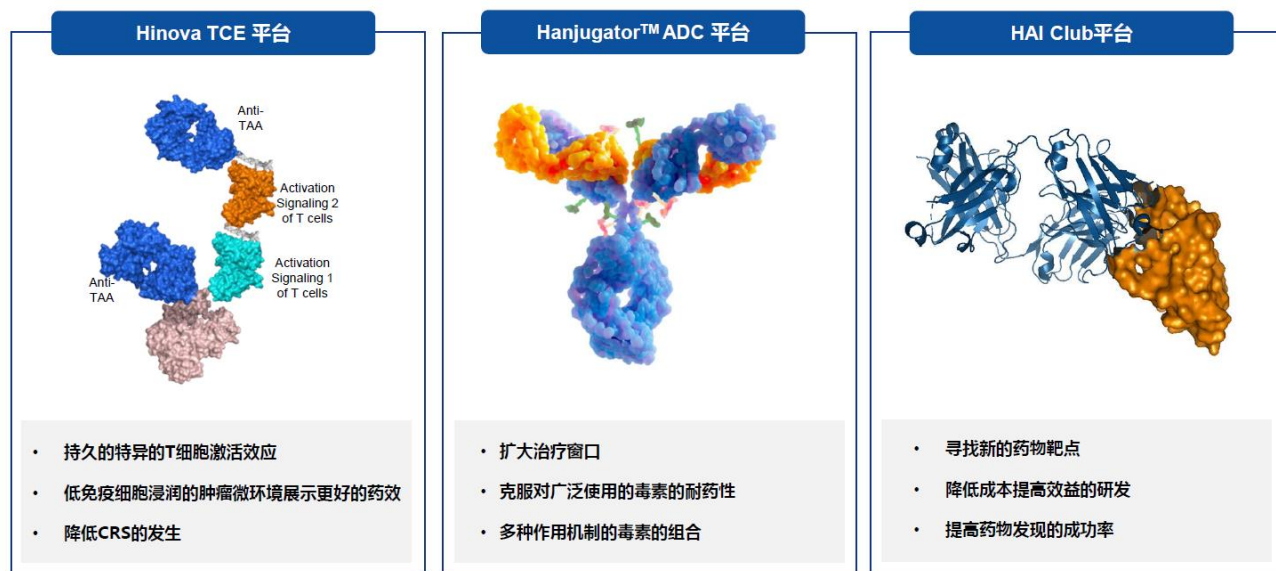 Hinova TCE 平台
Anti-
TAA
Activation
Signaling 2
of T cells
Anti-
TAA
Activation
Signaling 1
of T cells
• 持久的特异的T细胞激活效应
• 低免疫细胞浸润的肿瘤微环境展示更好的药效
• 降低CRS的发生
Hanjugator™ ADC 平台
• 扩大治疗窗口
• 克服对广泛使用的毒素的耐药性
• 多种作用机制的毒素的组合
HAI Club平台
• 寻找新的药物靶点
• 降低成本提高效益的研发
• 提高药物发现的成功率